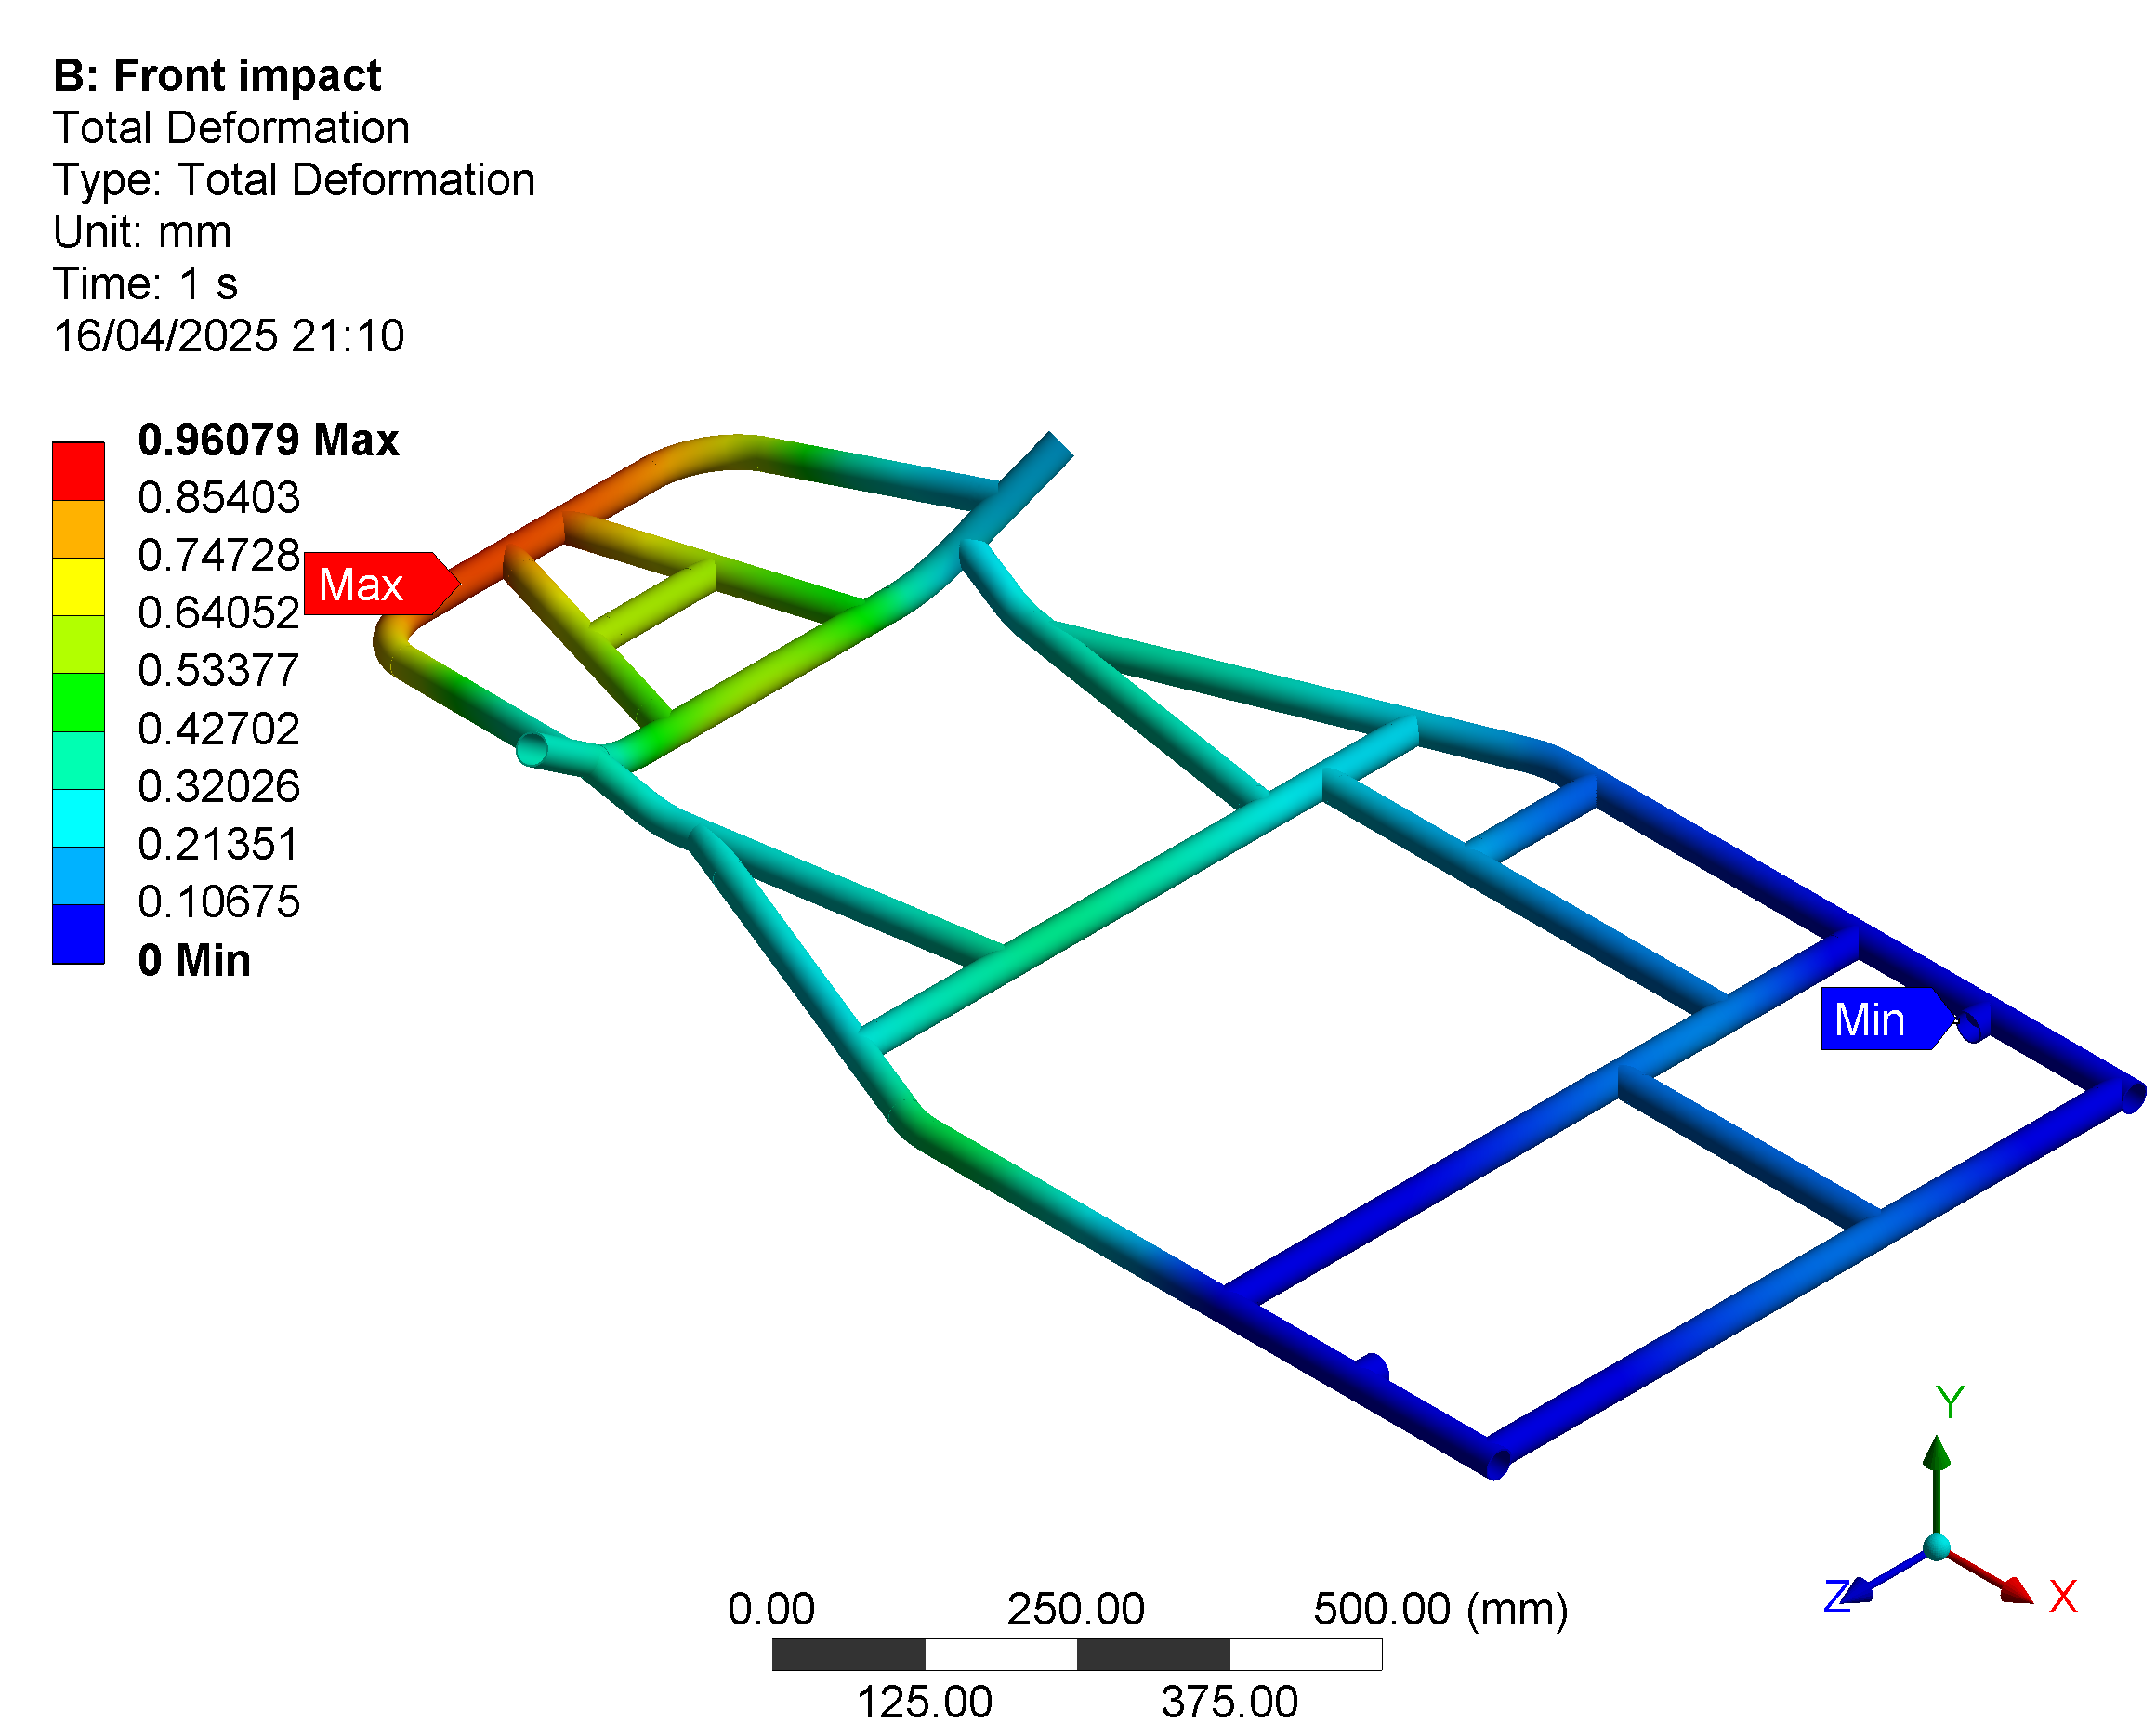 B: Front impact
Total Deformation
Type: Total Deformation
Unit: mm
Time: 1 s
16/04/2025 21:10
0.96079 Max
0.85403
0.74728
0.64052
0.53377
0.42702
0.32026
0.21351
0.10675
0 Min
Max
Min
Y
Z
X
0.00 250.00 500.00 (mm)
125.00 375.00